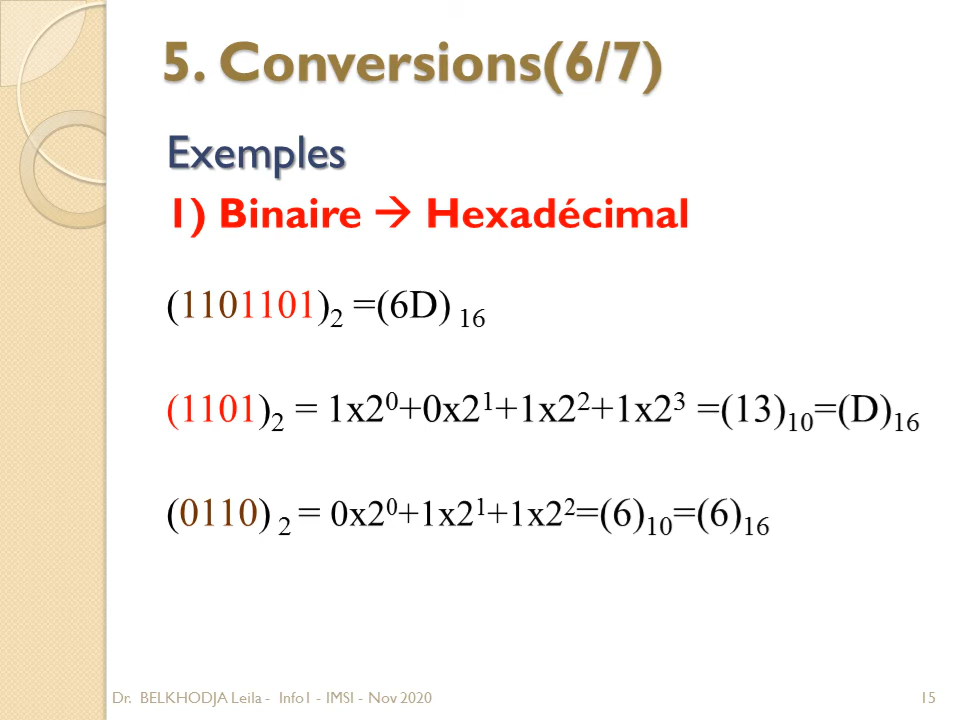 5. Conversions(6/7)
Exemples
1) Binaire → Hexadécimal
(1101101)₂ =(6D) ₁₆
(1101)₂ = 1x2⁰+0x2¹+1x2²+1x2³ =(13)₁₀=(D)₁₆
(0110) ₂ = 0x2⁰+1x2¹+1x2²=(6)₁₀=(6)₁₆
Dr. BELKHODJA Leila - Info1 - IMSI - Nov 2020 15